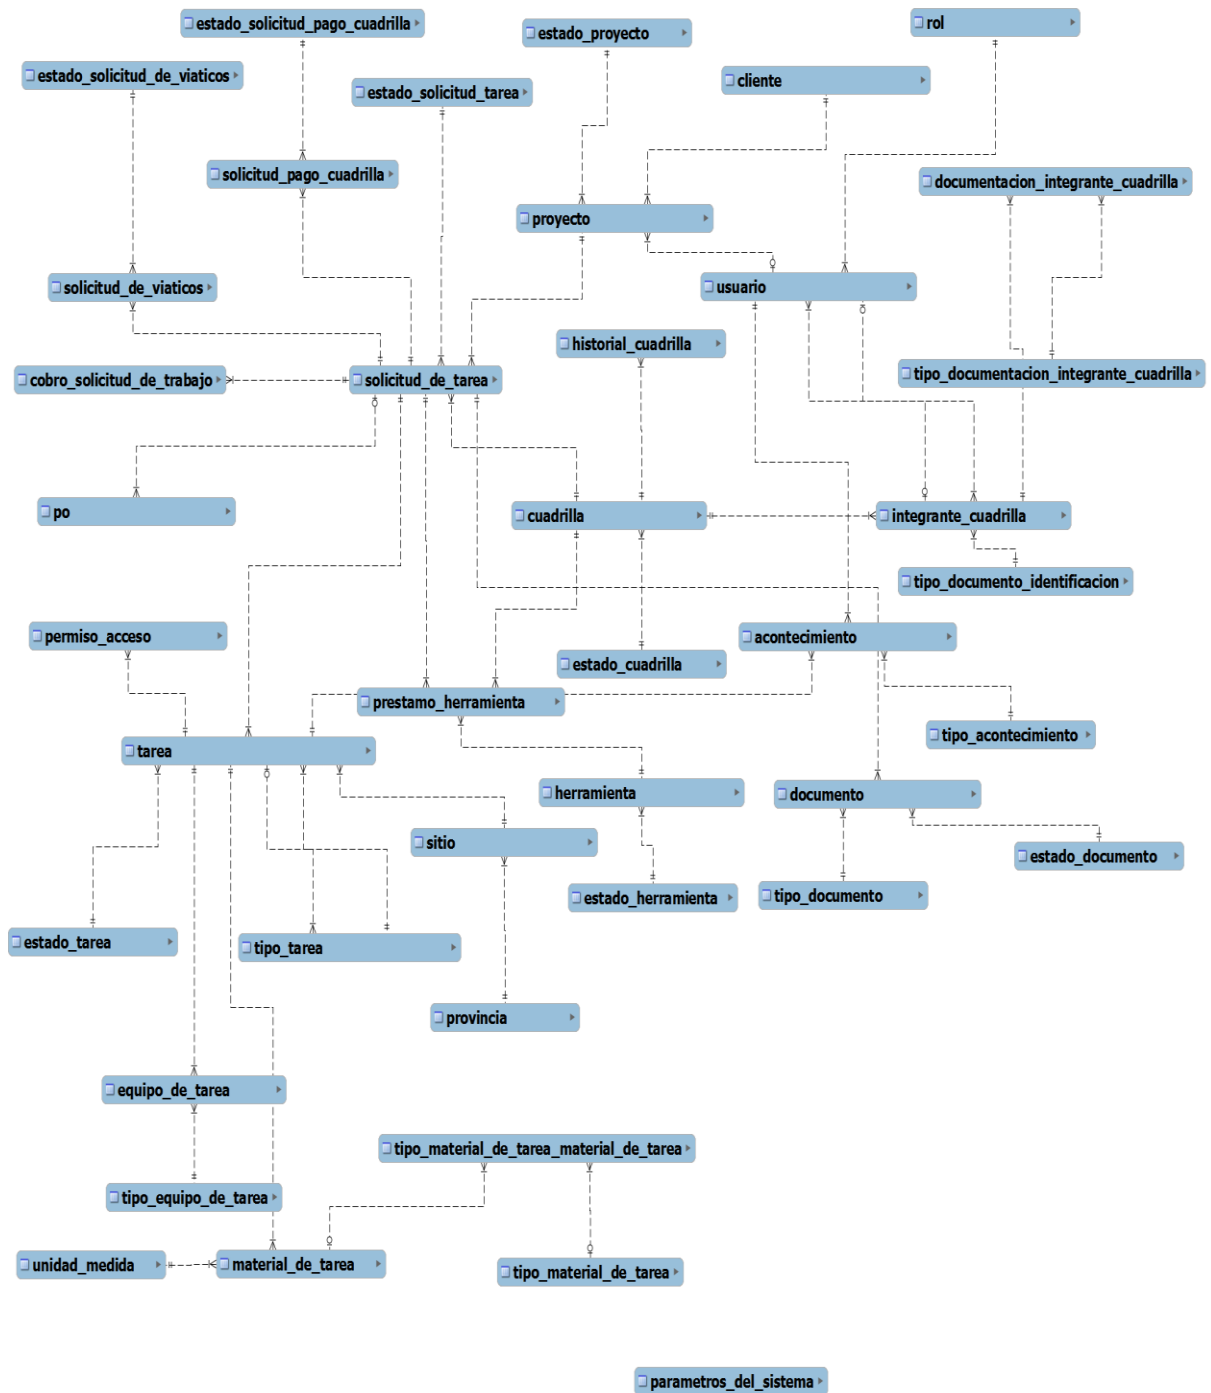 estado_solicitud_pago_cuadrilla
rol
estado_proyecto
estado_solicitud_de_viaticos
cliente
estado_solicitud_tarea
solicitud_pago_cuadrilla
documentacion_integrante_cuadrilla
proyecto
solicitud_de_viaticos
usuario
historial_cuadrilla
cobro_solicitud_de_trabajo
solicitud_de_tarea
tipo_documentacion_integrante_cuadrilla
po
cuadrilla
integrante_cuadrilla
tipo_documento_identificacion
permiso_acceso
acontecimiento
estado_cuadrilla
prestamo_herramienta
tipo_acontecimiento
tarea
herramienta
documento
sitio
estado_documento
estado_herramienta
tipo_documento
estado_tarea
tipo_tarea
provincia
equipo_de_tarea
tipo_material_de_tarea_material_de_tarea
tipo_equipo_de_tarea
unidad_medida
material_de_tarea
tipo_material_de_tarea
parametros_del_sistema